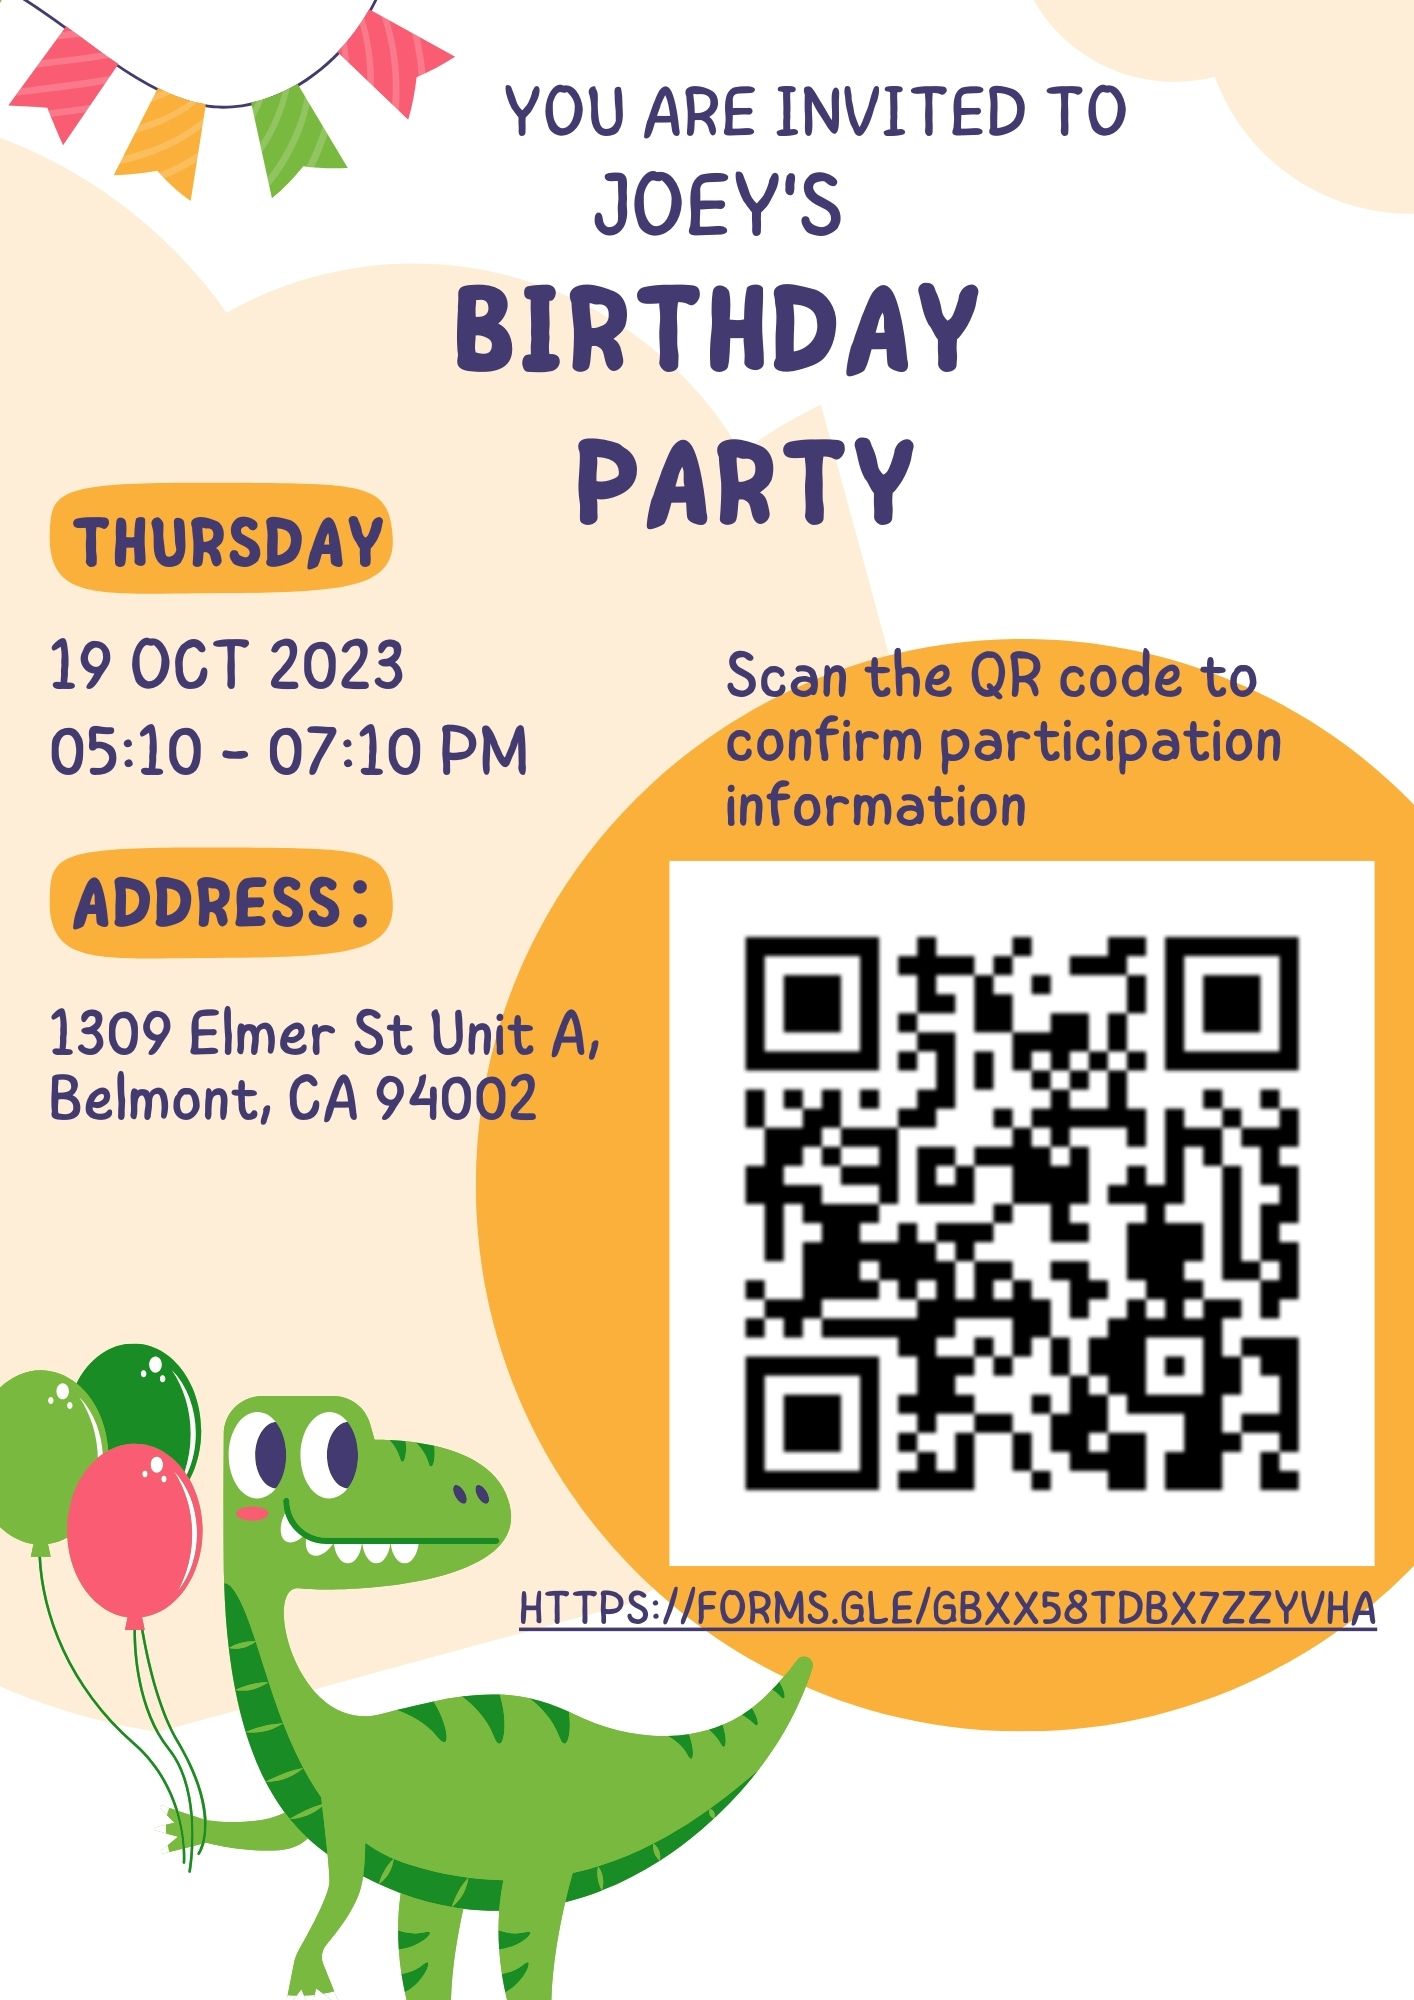 YOU ARE INVITED TO
JOEY'S
BIRTHDAY
PARTY
THURSDAY
19 OCT 2023
05:10 - 07:10 PM
ADDRESS:
1309 Elmer St Unit A,
Belmont, CA 94002
Scan the QR code to
confirm participation
information
HTTPS://FORMS.GLE/GBXX58TDBX7ZZYVHA